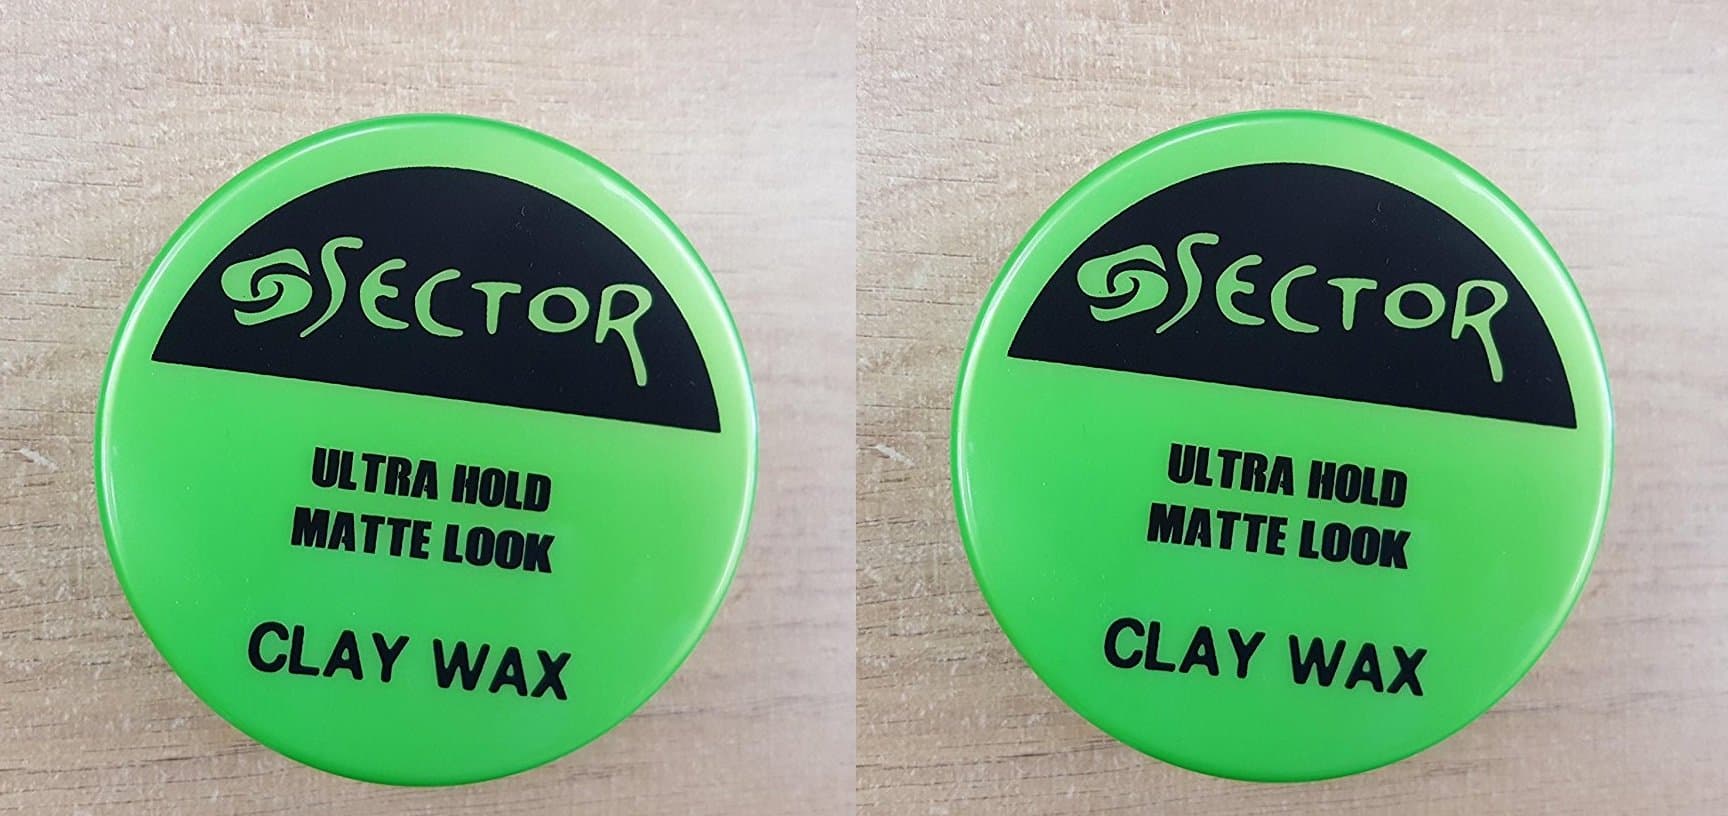 SECTOR
ULTRA HOLD
MATTE LOOK
CLAY WAX
SECTOR
ULTRA HOLD
MATTE LOOK
CLAY WAX